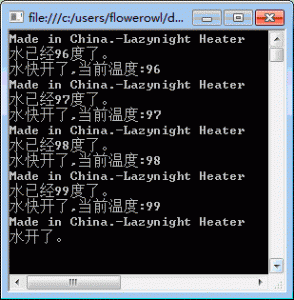 file:///c:/users/flowerowl/d...
Made in China.-Lazynight Heater
水已经96度了。
水快开了,当前温度:96
Made in China.-Lazynight Heater
水已经97度了。
水快开了,当前温度:97
Made in China.-Lazynight Heater
水已经98度了。
水快开了,当前温度:98
Made in China.-Lazynight Heater
水已经99度了。
水快开了,当前温度:99
Made in China.-Lazynight Heater
水开了。